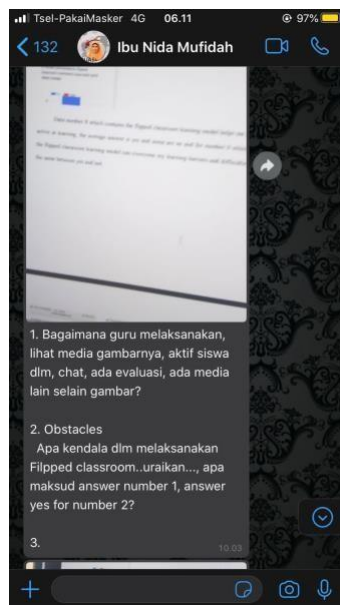 Tsel-PakaiMasker 4G 06.11 97%
132 Ibu Nida Mufidah
1. Bagaimana guru melaksanakan,
lihat media gambarnya, aktif siswa
dlm, chat, ada evaluasi, ada media
lain selain gambar?
2. Obstacles
Apa kendala dlm melaksanakan
Filpped classroom..uraikan..., apa
maksud answer number 1, answer
yes for number 2?
3.
10.03